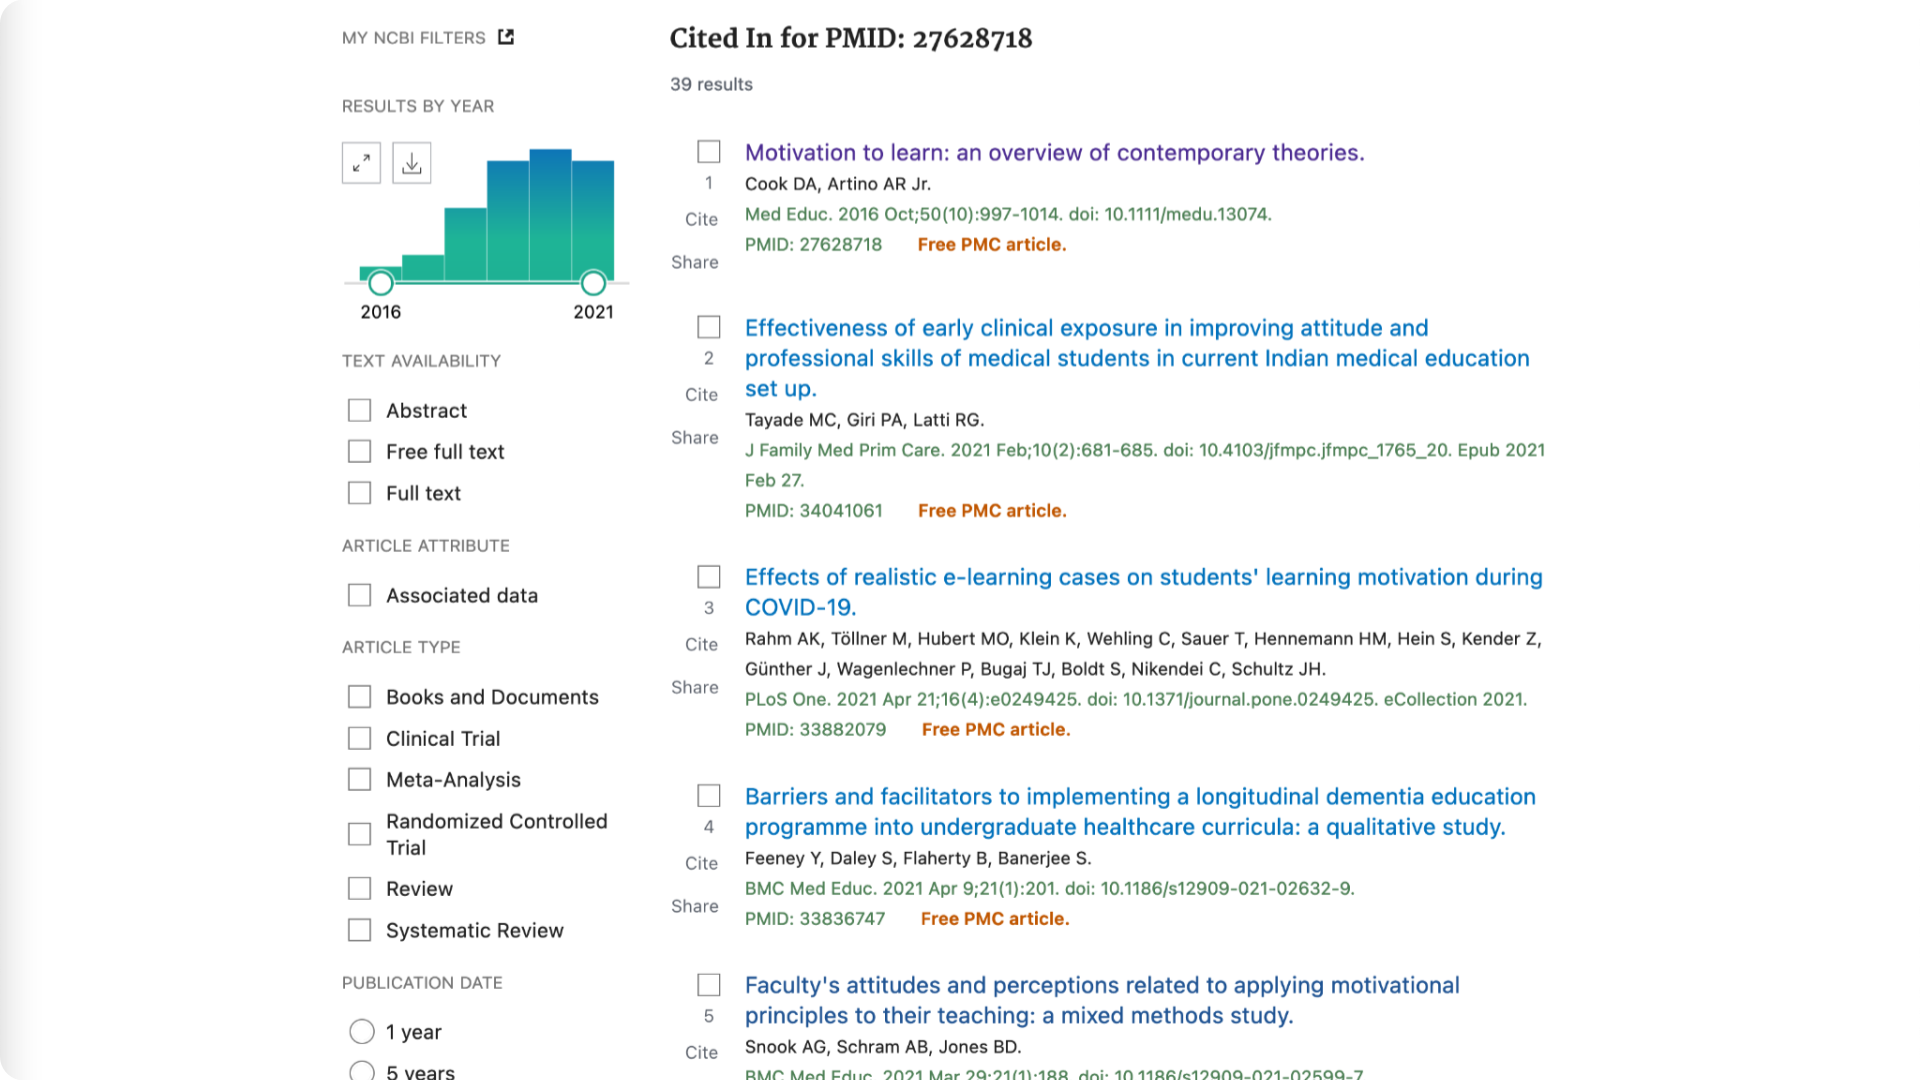 MY NCBI FILTERS
RESULTS BY YEAR
2016
2021
TEXT AVAILABILITY
Abstract
Free full text
Full text
ARTICLE ATTRIBUTE
Associated data
ARTICLE TYPE
Books and Documents
Clinical Trial
Meta-Analysis
Randomized Controlled
Trial
Review
Systematic Review
PUBLICATION DATE
1 year
5 years
Cited In for PMID: 27628718
39 results
1
Cite
Share
Motivation to learn: an overview of contemporary theories.
Cook DA, Artino AR Jr.
Med Educ. 2016 Oct;50(10):997-1014. doi: 10.1111/medu.13074.
PMID: 27628718 Free PMC article.
2
Cite
Share
Effectiveness of early clinical exposure in improving attitude and
professional skills of medical students in current Indian medical education
set up.
Tayade MC, Giri PA, Latti RG.
J Family Med Prim Care. 2021 Feb;10(2):681-685. doi: 10.4103/jfmpc.jfmpc_1765_20. Epub 2021
Feb 27.
PMID: 34041061 Free PMC article.
3
Cite
Share
Effects of realistic e-learning cases on students' learning motivation during
COVID-19.
Rahm AK, Töllner M, Hubert MO, Klein K, Wehling C, Sauer T, Hennemann HM, Hein S, Kender Z,
Günther J, Wagenlechner P, Bugaj TJ, Boldt S, Nikendei C, Schultz JH.
PLoS One. 2021 Apr 21;16(4):e0249425. doi: 10.1371/journal.pone.0249425. eCollection 2021.
PMID: 33882079 Free PMC article.
4
Cite
Share
Barriers and facilitators to implementing a longitudinal dementia education
programme into undergraduate healthcare curricula: a qualitative study.
Feeney Y, Daley S, Flaherty B, Banerjee S.
BMC Med Educ. 2021 Apr 9;21(1):201. doi: 10.1186/s12909-021-02632-9.
PMID: 33836747 Free PMC article.
5
Cite
Faculty's attitudes and perceptions related to applying motivational
principles to their teaching: a mixed methods study.
Snook AG, Schram AB, Jones BD.
BMC Med Educ. 2021 Mar 29;21(1):188. doi: 10.1186/s12909-021-02599-7.